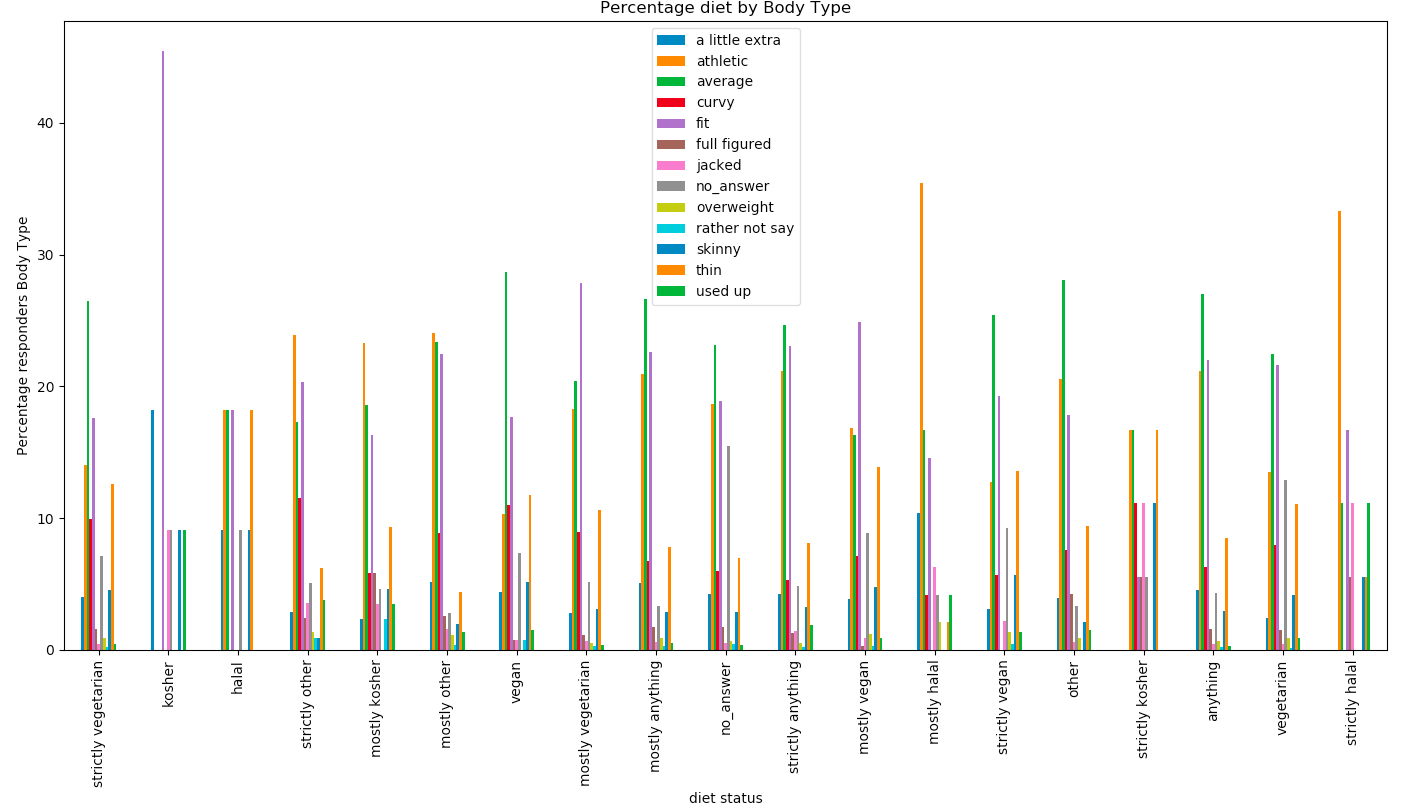 Percentage diet by Body Type
a little extra
athletic
average
curvy
fit
full figured
jacked
no_answer
overweight
rather not say
skinny
thin
used up
Percentage responders Body Type
40
30
20
10
0
strictly vegetarian
kosher
halal
strictly other
mostly kosher
mostly other
vegan
mostly vegetarian
mostly anything
no_answer
strictly anything
mostly vegan
mostly halal
strictly vegan
other
strictly kosher
anything
vegetarian
strictly halal
diet status